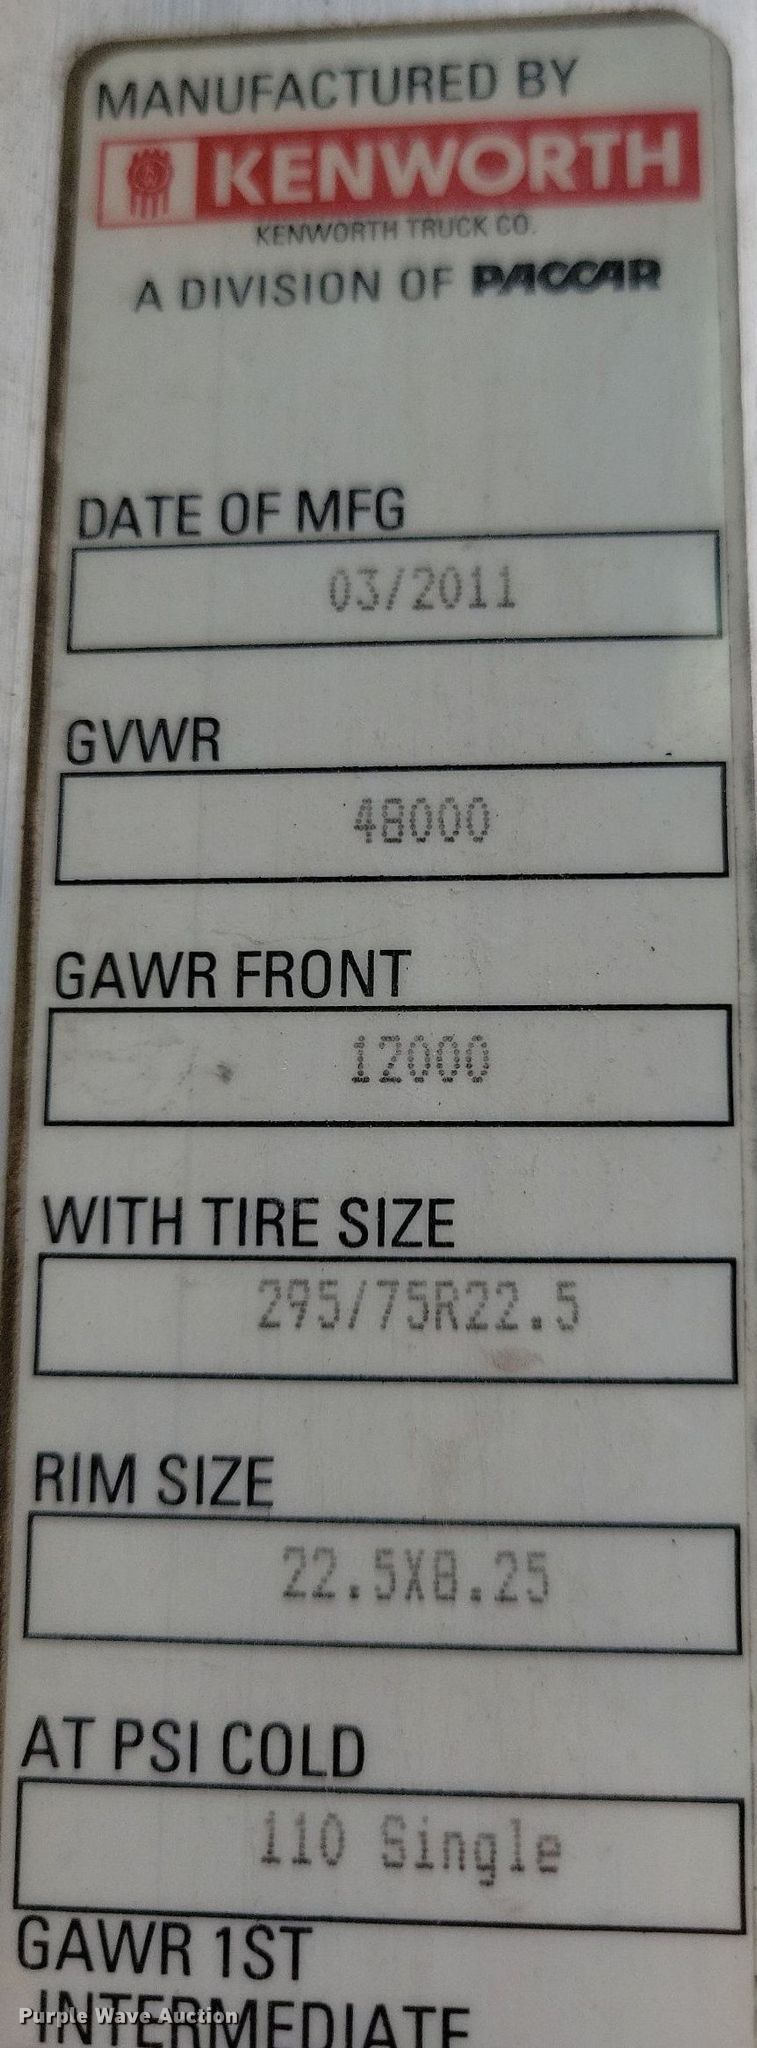 MANUFACTURED BY
KENWORTH
KENWORTH TRUCK CO.
A DIVISION OF PACCAR
DATE OF MFG
03/2011
GVWR
48000
GAWR FRONT
12000
WITH TIRE SIZE
295/75R22.5
RIM SIZE
22.5X8.25
AT PSI COLD
110 Single
GAWR 1ST
INTERMEDIATE
Purple Wave Auction